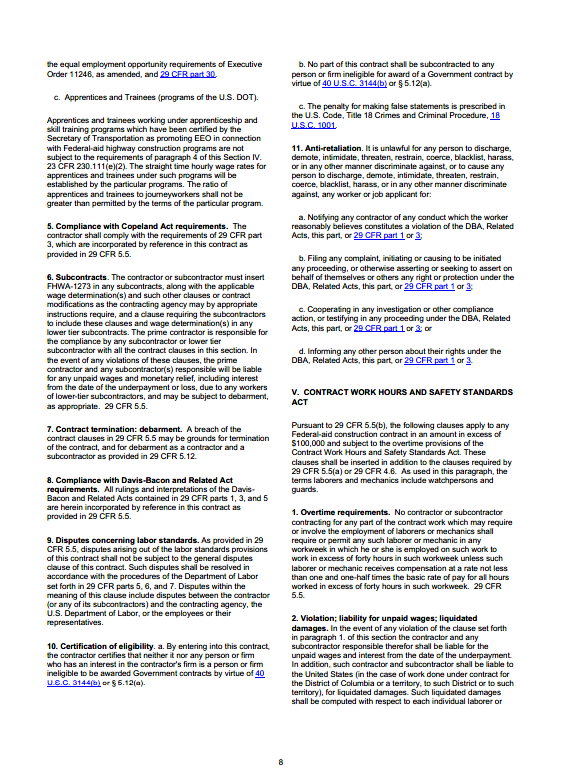 the equal employment opportunity requirements of Executive
Order 11246, as amended, and 29 CFR part 30.
c. Apprentices and Trainees (programs of the U.S. DOT).
Apprentices and trainees working under apprenticeship and
skill training programs which have been certified by the
Secretary of Transportation as promoting EEO in connection
with Federal-aid highway construction programs are not
subject to the requirements of paragraph 4 of this Section IV.
23 CFR 230.111(e)(2). The straight time hourly wage rates for
apprentices and trainees under such programs will be
established by the particular programs. The ratio of
apprentices and trainees to journeyworkers shall not be
greater than permitted by the terms of the particular program.
5. Compliance with Copeland Act requirements. The
contractor shall comply with the requirements of 29 CFR part
3, which are incorporated by reference in this contract as
provided in 29 CFR 5.5.
6. Subcontracts. The contractor or subcontractor must insert
FHWA-1273 in any subcontracts, along with the applicable
wage determination(s) and such other clauses or contract
modifications as the contracting agency may by appropriate
instructions require, and a clause requiring the subcontractors
to include these clauses and wage determination(s) in any
lower tier subcontracts. The prime contractor is responsible for
the compliance by any subcontractor or lower tier
subcontractor with all the contract clauses in this section. In
the event of any violations of these clauses, the prime
contractor and any subcontractor(s) responsible will be liable
for any unpaid wages and monetary relief, including interest
from the date of the underpayment or loss, due to any workers
of lower-tier subcontractors, and may be subject to debarment,
as appropriate. 29 CFR 5.5.
7. Contract termination: debarment. A breach of the
contract clauses in 29 CFR 5.5 may be grounds for termination
of the contract, and for debarment as a contractor and a
subcontractor as provided in 29 CFR 5.12.
8. Compliance with Davis-Bacon and Related Act
requirements. All rulings and interpretations of the Davis-
Bacon and Related Acts contained in 29 CFR parts 1, 3, and 5
are herein incorporated by reference in this contract as
provided in 29 CFR 5.5.
9. Disputes concerning labor standards. As provided in 29
CFR 5.5, disputes arising out of the labor standards provisions
of this contract shall not be subject to the general disputes
clause of this contract. Such disputes shall be resolved in
accordance with the procedures of the Department of Labor
set forth in 29 CFR parts 5, 6, and 7. Disputes within the
meaning of this clause include disputes between the contractor
(or any of its subcontractors) and the contracting agency, the
U.S. Department of Labor, or the employees or their
representatives.
10. Certification of eligibility. a. By entering into this contract,
the contractor certifies that neither it nor any person or firm
who has an interest in the contractor's firm is a person or firm
ineligible to be awarded Government contracts by virtue of 40
U.S.C. 3144(b) or § 5.12(a).
b. No part of this contract shall be subcontracted to any
person or firm ineligible for award of a Government contract by
virtue of 40 U.S.C. 3144(b) or § 5.12(a).
c. The penalty for making false statements is prescribed in
the U.S. Code, Title 18 Crimes and Criminal Procedure, 18
U.S.C. 1001.
11. Anti-retaliation. It is unlawful for any person to discharge,
demote, intimidate, threaten, restrain, coerce, blacklist, harass,
or in any other manner discriminate against, or to cause any
person to discharge, demote, intimidate, threaten, restrain,
coerce, blacklist, harass, or in any other manner discriminate
against, any worker or job applicant for:
a. Notifying any contractor of any conduct which the worker
reasonably believes constitutes a violation of the DBA, Related
Acts, this part, or 29 CFR part 1 or 3;
b. Filing any complaint, initiating or causing to be initiated
any proceeding, or otherwise asserting or seeking to assert on
behalf of themselves or others any right or protection under the
DBA, Related Acts, this part, or 29 CFR part 1 or 3;
c. Cooperating in any investigation or other compliance
action, or testifying in any proceeding under the DBA, Related
Acts, this part, or 29 CFR part 1 or 3; or
d. Informing any other person about their rights under the
DBA, Related Acts, this part, or 29 CFR part 1 or 3.
V. CONTRACT WORK HOURS AND SAFETY STANDARDS
ACT
Pursuant to 29 CFR 5.5(b), the following clauses apply to any
Federal-aid construction contract in an amount in excess of
$100,000 and subject to the overtime provisions of the
Contract Work Hours and Safety Standards Act. These
clauses shall be inserted in addition to the clauses required by
29 CFR 5.5(a) or 29 CFR 4.6. As used in this paragraph, the
terms laborers and mechanics include watchpersons and
guards.
1. Overtime requirements. No contractor or subcontractor
contracting for any part of the contract work which may require
or involve the employment of laborers or mechanics shall
require or permit any such laborer or mechanic in any
workweek in which he or she is employed on such work to
work in excess of forty hours in such workweek unless such
laborer or mechanic receives compensation at a rate not less
than one and one-half times the basic rate of pay for all hours
worked in excess of forty hours in such workweek. 29 CFR
5.5.
2. Violation; liability for unpaid wages; liquidated
damages. In the event of any violation of the clause set forth
in paragraph 1. of this section the contractor and any
subcontractor responsible therefor shall be liable for the
unpaid wages and interest from the date of the underpayment.
In addition, such contractor and subcontractor shall be liable to
the United States (in the case of work done under contract for
the District of Columbia or a territory, to such District or to such
territory), for liquidated damages. Such liquidated damages
shall be computed with respect to each individual laborer or
8